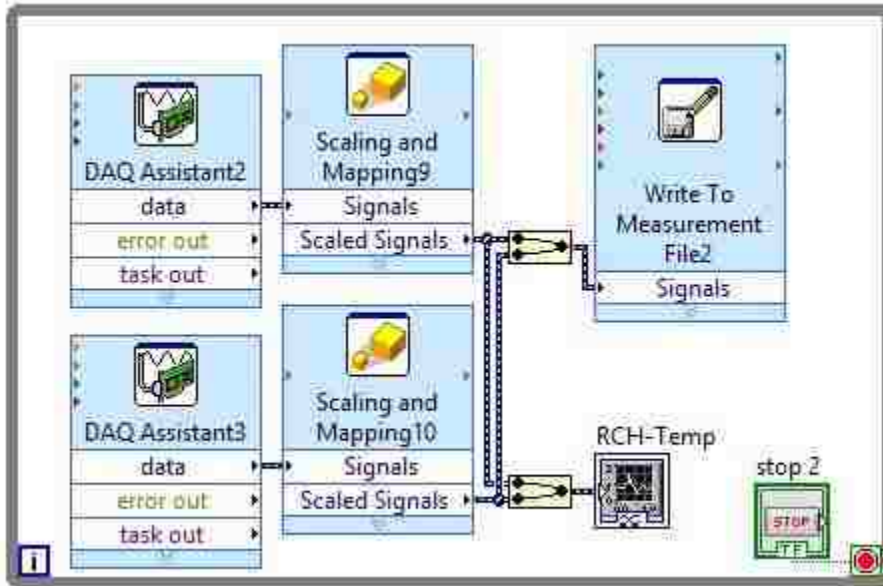 DAQ Assistant2
data
error out
task out
Scaling and
Mapping9
Signals
Scaled Signals
Write To
Measurement
File2
Signals
DAQ Assistant3
data
error out
task out
Scaling and
Mapping10
Signals
Scaled Signals
RCH-Temp
stop 2
STOP
TF
i